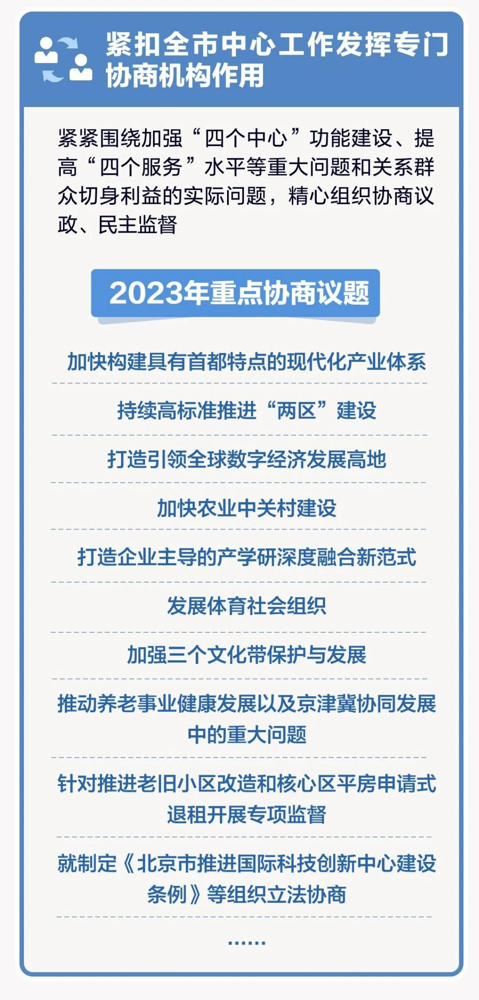 紧扣全市中心工作发挥专门
协商机构作用
紧紧围绕加强“四个中心”功能建设、提
高“四个服务”水平等重大问题和关系群
众切身利益的实际问题，精心组织协商议
政、民主监督
2023年重点协商议题
加快构建具有首都特点的现代化产业体系
持续高标准推进“两区”建设
打造引领全球数字经济发展高地
加快农业中关村建设
打造企业主导的产学研深度融合新范式
发展体育社会组织
加强三个文化带保护与发展
推动养老事业健康发展以及京津冀协同发展
中的重大问题
针对推进老旧小区改造和核心区平房申请式
退租开展专项监督
就制定《北京市推进国际科技创新中心建设
条例》等组织立法协商
……